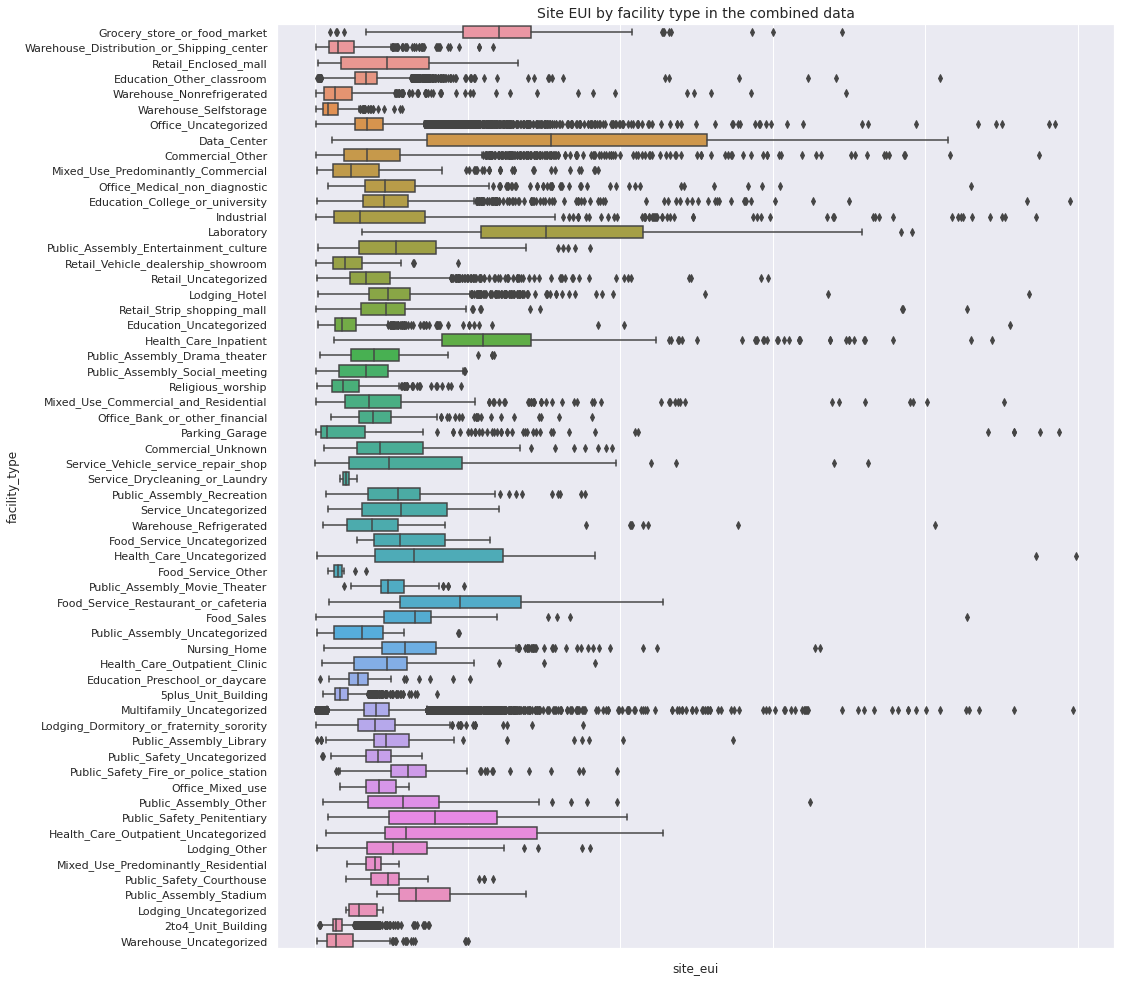 Site EUI by facility type in the combined data
Grocery_store_or_food_market
Warehouse_Distribution_or_Shipping_center
Retail_Enclosed_mall
Education_Other_classroom
Warehouse_Nonrefrigerated
Warehouse_Selfstorage
Office_Uncategorized
Data_Center
Commercial_Other
Mixed_Use_Predominantly_Commercial
Office_Medical_non_diagnostic
Education_College_or_university
Industrial
Laboratory
Public_Assembly_Entertainment_culture
Retail_Vehicle_dealership_showroom
Retail_Uncategorized
Lodging_Hotel
Retail_Strip_shopping_mall
Education_Uncategorized
Health_Care_Inpatient
Public_Assembly_Drama_theater
Public_Assembly_Social_meeting
Religious_worship
Mixed_Use_Commercial_and_Residential
Office_Bank_or_other_financial
Parking_Garage
Commercial_Unknown
Service_Vehicle_service_repair_shop
Service_Drycleaning_or_Laundry
Public_Assembly_Recreation
Service_Uncategorized
Warehouse_Refrigerated
Food_Service_Uncategorized
Health_Care_Uncategorized
Food_Service_Other
Public_Assembly_Movie_Theater
Food_Service_Restaurant_or_cafeteria
Food_Sales
Public_Assembly_Uncategorized
Nursing_Home
Health_Care_Outpatient_Clinic
Education_Preschool_or_daycare
5plus_Unit_Building
Multifamily_Uncategorized
Lodging_Dormitory_or_fraternity_sorority
Public_Assembly_Library
Public_Safety_Uncategorized
Public_Safety_Fire_or_police_station
Office_Mixed_use
Public_Assembly_Other
Public_Safety_Penitentiary
Health_Care_Outpatient_Uncategorized
Lodging_Other
Mixed_Use_Predominantly_Residential
Public_Safety_Courthouse
Public_Assembly_Stadium
Lodging_Uncategorized
2to4_Unit_Building
Warehouse_Uncategorized
facility_type
site_eui